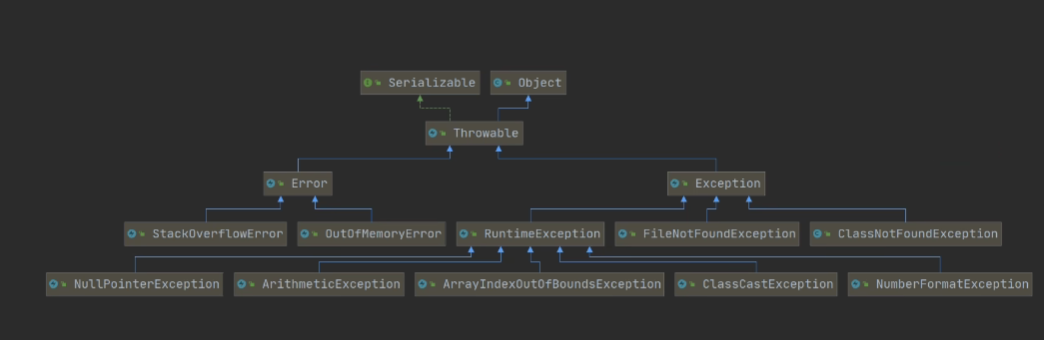 Serializable Object
Throwable
Error Exception
StackOverflowError OutOfMemoryError RuntimeException FileNotFoundException ClassNotFoundException
NullPointerException ArithmeticException ArrayIndexOutOfBoundsException ClassCastException NumberFormatException